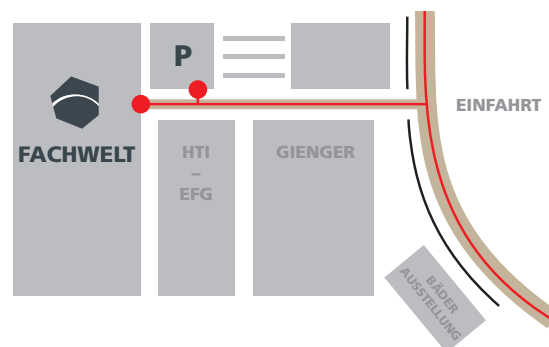 P
EINFAHRT
FACHWELT
HTI
–
EFG
GIENGER
BÄDER
AUSSTELLUNG